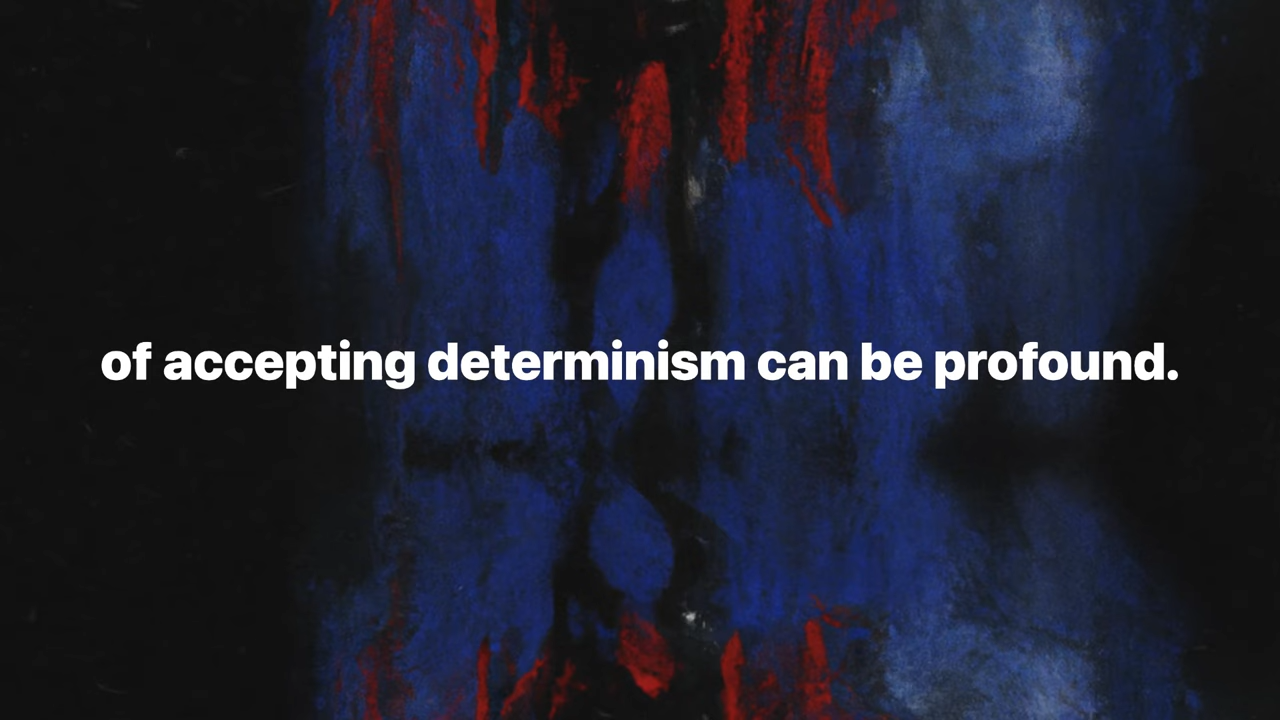 of accepting determinism can be profound.